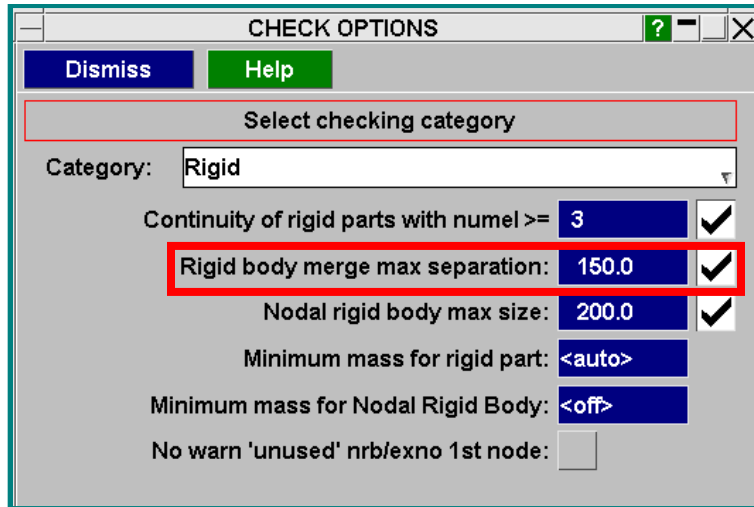 CHECK OPTIONS ?
Dismiss Help
Select checking category
Category: Rigid
Continuity of rigid parts with numel >= 3
Rigid body merge max separation: 150.0
Nodal rigid body max size: 200.0
Minimum mass for rigid part: <auto>
Minimum mass for Nodal Rigid Body: <off>
No warn 'unused' nrb/exno 1st node: